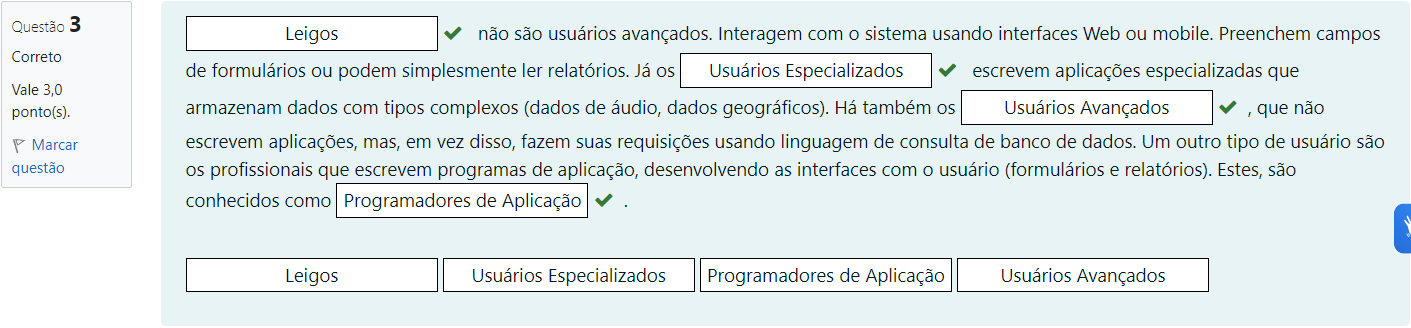 Questão 3
Correto
Vale 3,0
ponto(s).
Marcar
questão
Leigos não são usuários avançados. Interagem com o sistema usando interfaces Web ou mobile. Preenchem campos
de formulários ou podem simplesmente ler relatórios. Já os Usuários Especializados escrevem aplicações especializadas que
armazenam dados com tipos complexos (dados de áudio, dados geográficos). Há também os Usuários Avançados , que não
escrevem aplicações, mas, em vez disso, fazem suas requisições usando linguagem de consulta de banco de dados. Um outro tipo de usuário são
os profissionais que escrevem programas de aplicação, desenvolvendo as interfaces com o usuário (formulários e relatórios). Estes, são
conhecidos como Programadores de Aplicação .
Leigos Usuários Especializados Programadores de Aplicação Usuários Avançados